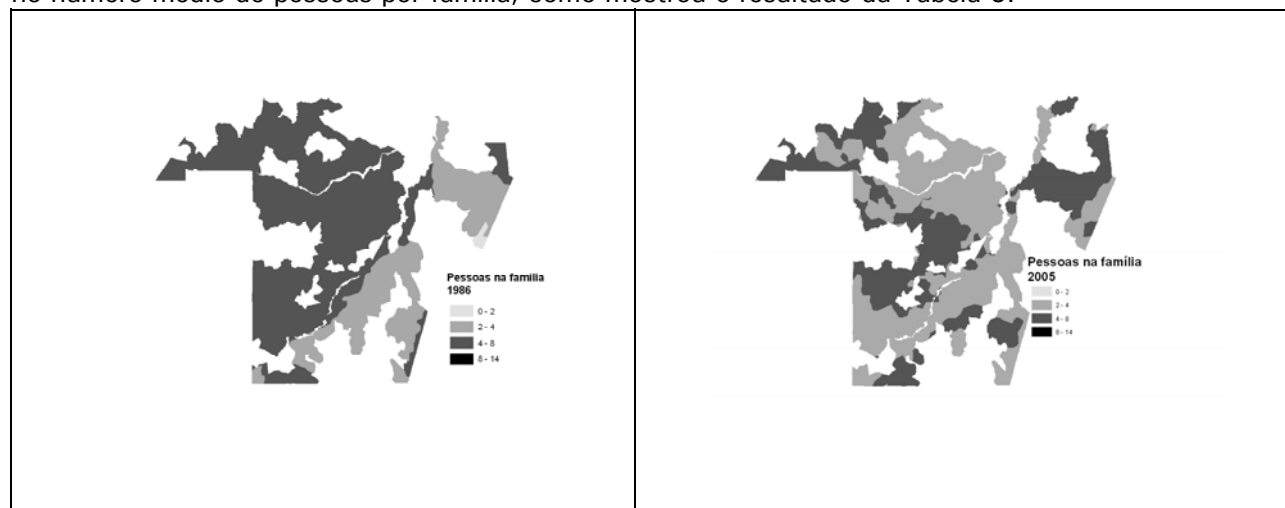 no número médio de pessoas por família, como mostrou o resultado da Tabela 3.
Pessoas na família
1986
0 - 2
2 - 4
4 - 8
8 - 14
Pessoas na família
2005
0 - 2
2 - 4
4 - 8
8 - 14